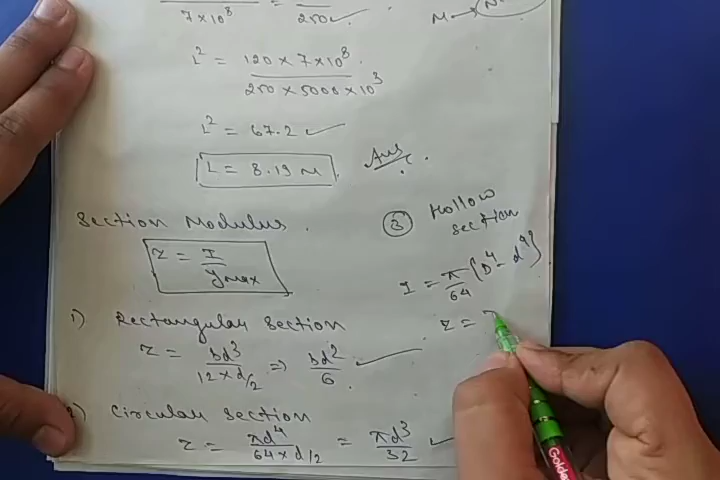 7×10⁸ = 250 ✓
L² = 120 × 7×10⁸ / 250 × 5000 ×10³
L² = 67.2 ✓
L = 8.19 M Ans
Section Modulus.
Z = I / ymax
1) Rectangular section
Z = bd³ / 12 × d/2 ⇒ bd² / 6. ✓
2) Circular section
Z = πd⁴ / 64 × d/2 = πd³ / 32 ✓
③ Hollow
section
I = π/64 (D⁴ - d⁴)
Z =
Golde